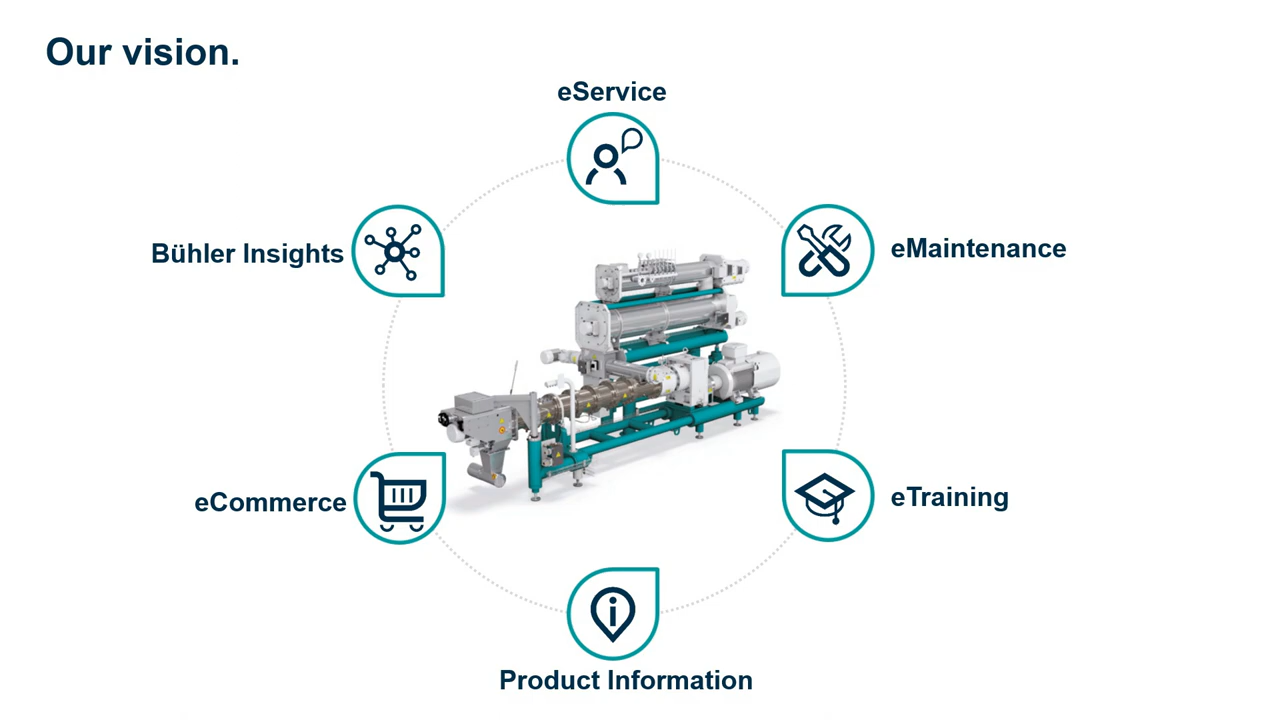 Our vision.
eService
Bühler Insights
eMaintenance
eCommerce
eTraining
Product Information